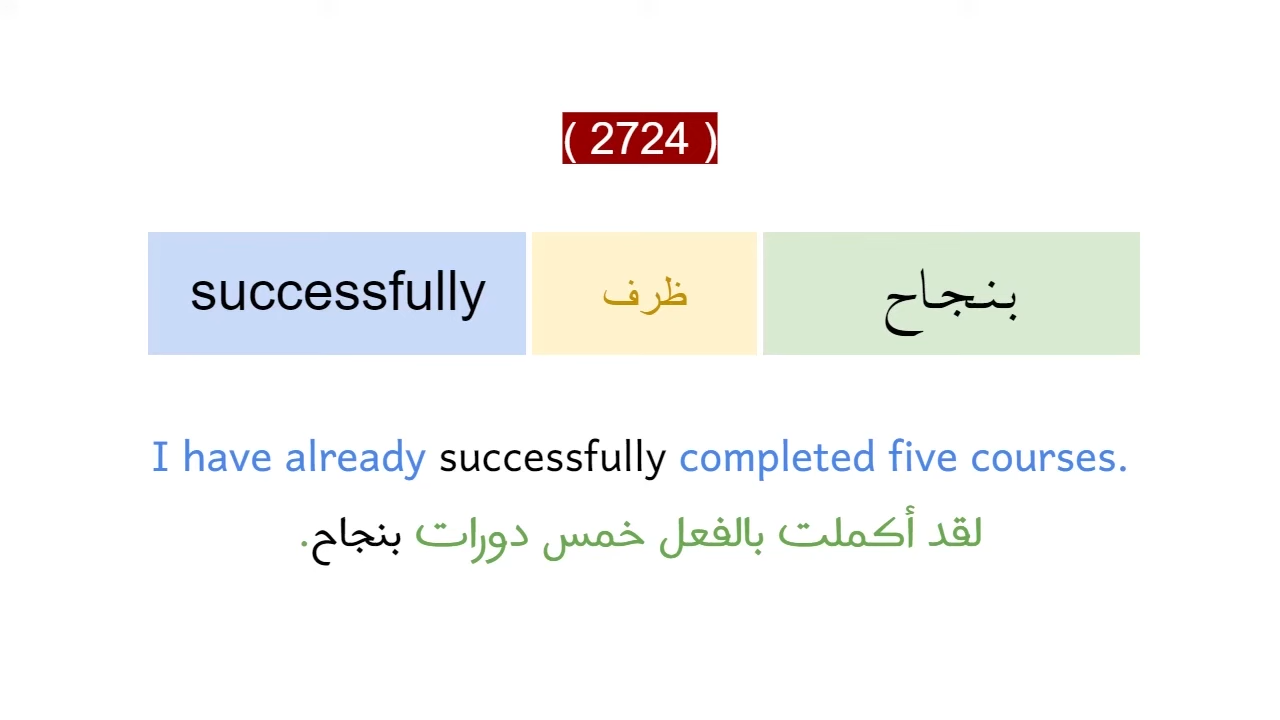 ( 2724 )
successfully ظرف بنجاح
I have already successfully completed five courses.
لقد أكملت بالفعل خمس دورات بنجاح.